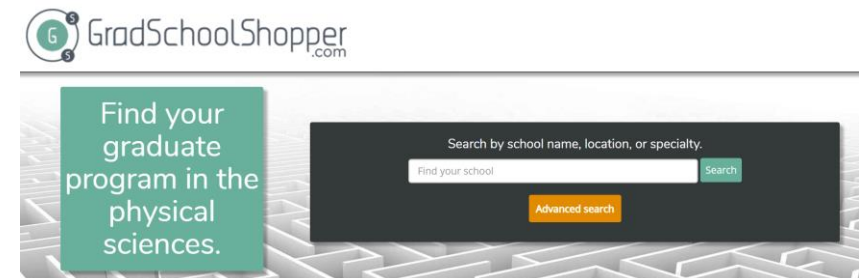 G S S GradSchoolShopper
.com
Find your
graduate
program in the
physical
sciences.
Search by school name, location, or specialty.
Find your school Search
Advanced search